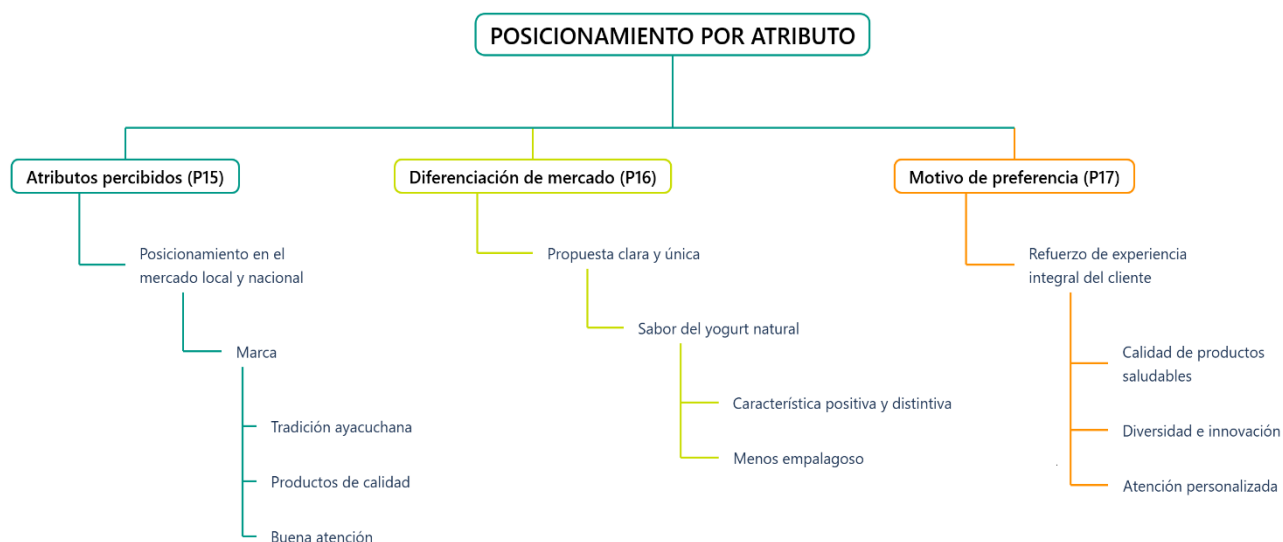 POSICIONAMIENTO POR ATRIBUTO
Atributos percibidos (P15)
Posicionamiento en el
mercado local y nacional
Marca
Tradición ayacuchana
Productos de calidad
Buena atención
Diferenciación de mercado (P16)
Propuesta clara y única
Sabor del yogurt natural
Característica positiva y distintiva
Menos empalagoso
Motivo de preferencia (P17)
Refuerzo de experiencia
integral del cliente
Calidad de productos
saludables
Diversidad e innovación
Atención personalizada